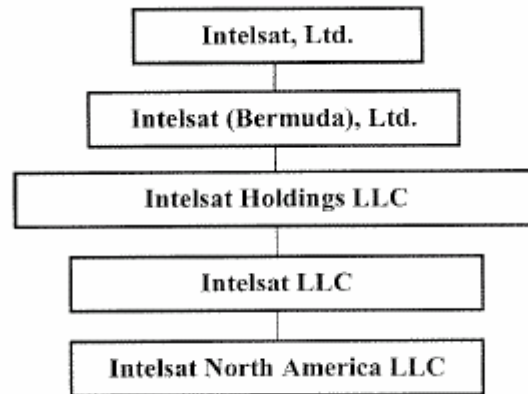 Intelsat, Ltd.
Intelsat (Bermuda), Ltd.
Intelsat Holdings LLC
Intelsat LLC
Intelsat North America LLC